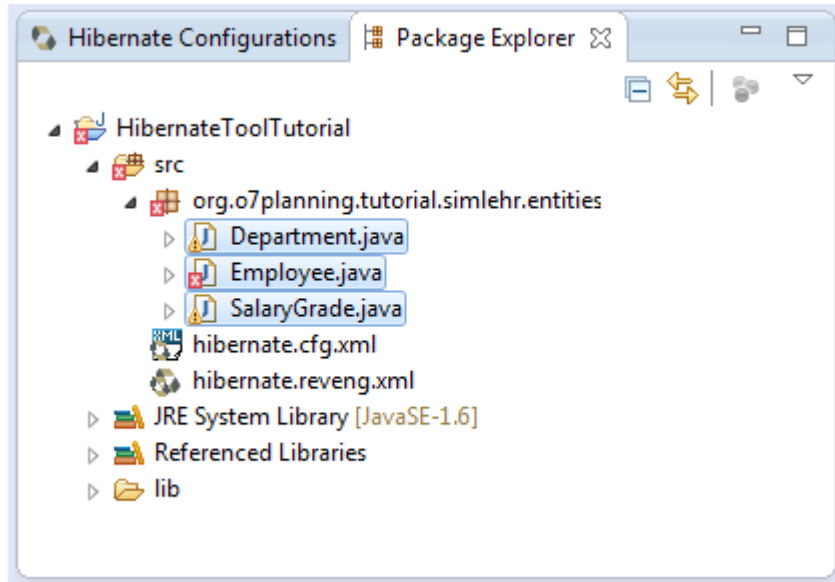 Hibernate Configurations Package Explorer
HibernateToolTutorial
src
org.o7planning.tutorial.simlehr.entities
Department.java
Employee.java
SalaryGrade.java
XML hibernate.cfg.xml
hibernate.reveng.xml
JRE System Library [JavaSE-1.6]
Referenced Libraries
lib